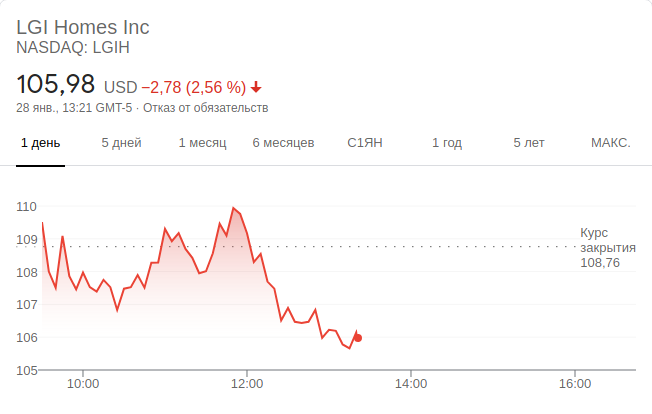 LGI Homes Inc
NASDAQ: LGIH
105,98 USD −2,78 (2,56 %)
28 янв., 13:21 GMT-5 · Отказ от обязательств
1 день 5 дней 1 месяц 6 месяцев С1ЯН 1 год 5 лет МАКС.
110
109
108
107
106
105
Курс
закрытия
108,76
10:00 12:00 14:00 16:00